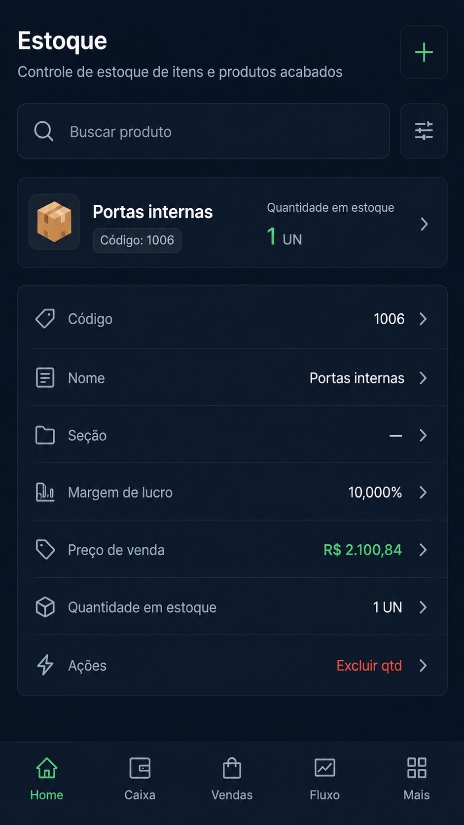 Estoque
Controle de estoque de itens e produtos acabados
Buscar produto
Portas internas
Código: 1006
Quantidade em estoque
1 UN
Código 1006
Nome Portas internas
Seção —
Margem de lucro 10,000%
Preço de venda R$ 2.100,84
Quantidade em estoque 1 UN
Ações Excluir qtd
Home Caixa Vendas Fluxo Mais